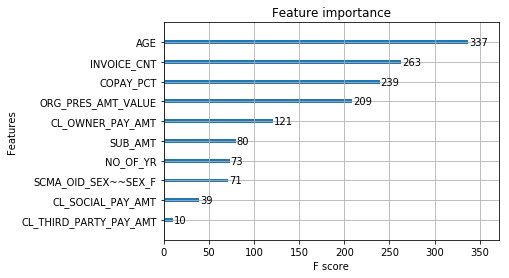 Feature importance
Features
AGE 337
INVOICE_CNT 263
COPAY_PCT 239
ORG_PRES_AMT_VALUE 209
CL_OWNER_PAY_AMT 121
SUB_AMT 80
NO_OF_YR 73
SCMA_OID_SEX~~SEX_F 71
CL_SOCIAL_PAY_AMT 39
CL_THIRD_PARTY_PAY_AMT 10
0 50 100 150 200 250 300 350
F score